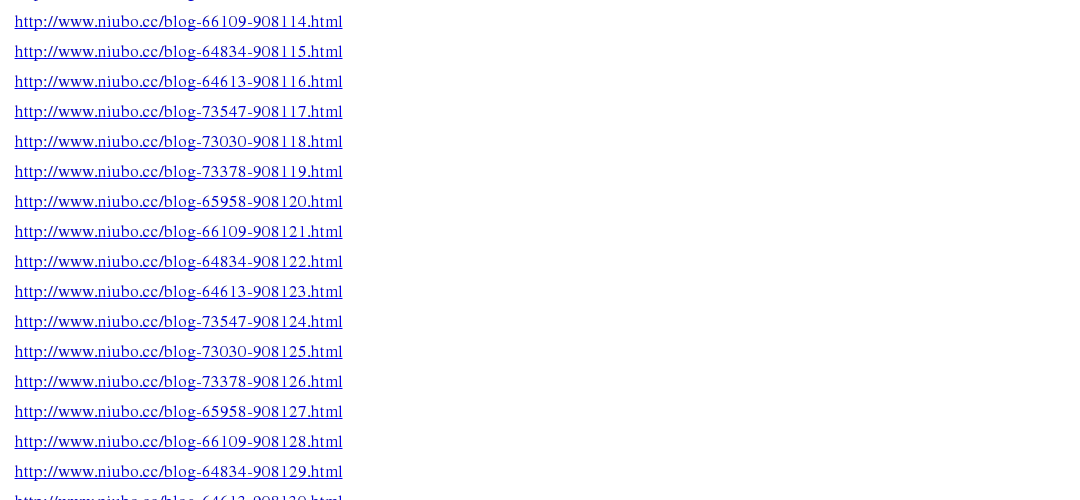 http://www.niubo.cc/blog-66109-908114.html
http://www.niubo.cc/blog-64834-908115.html
http://www.niubo.cc/blog-64613-908116.html
http://www.niubo.cc/blog-73547-908117.html
http://www.niubo.cc/blog-73030-908118.html
http://www.niubo.cc/blog-73378-908119.html
http://www.niubo.cc/blog-65958-908120.html
http://www.niubo.cc/blog-66109-908121.html
http://www.niubo.cc/blog-64834-908122.html
http://www.niubo.cc/blog-64613-908123.html
http://www.niubo.cc/blog-73547-908124.html
http://www.niubo.cc/blog-73030-908125.html
http://www.niubo.cc/blog-73378-908126.html
http://www.niubo.cc/blog-65958-908127.html
http://www.niubo.cc/blog-66109-908128.html
http://www.niubo.cc/blog-64834-908129.html